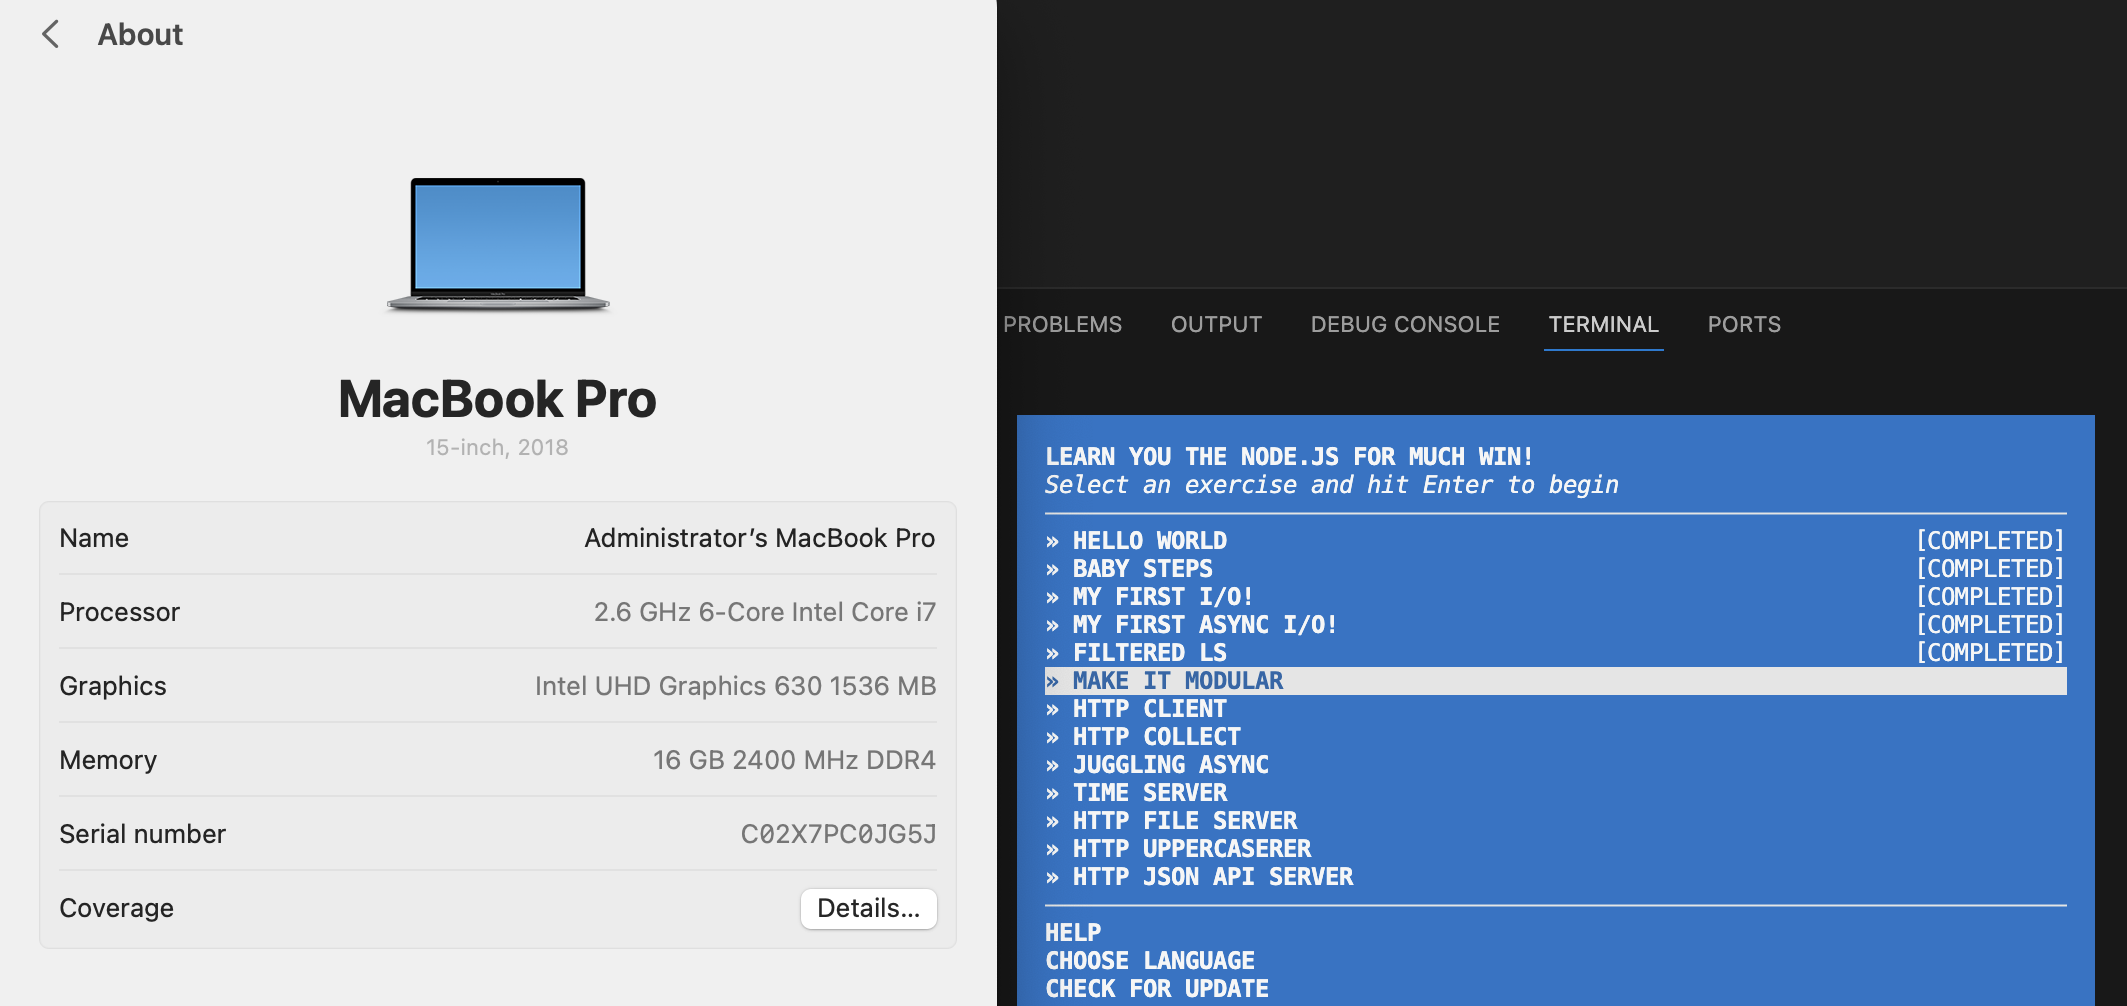 About
MacBook Pro
15-inch, 2018
Name Administrator’s MacBook Pro
Processor 2.6 GHz 6-Core Intel Core i7
Graphics Intel UHD Graphics 630 1536 MB
Memory 16 GB 2400 MHz DDR4
Serial number C02X7PC0JG5J
Coverage Details...
PROBLEMS OUTPUT DEBUG CONSOLE TERMINAL PORTS
LEARN YOU THE NODE.JS FOR MUCH WIN!
Select an exercise and hit Enter to begin
» HELLO WORLD [COMPLETED]
» BABY STEPS [COMPLETED]
» MY FIRST I/O! [COMPLETED]
» MY FIRST ASYNC I/O! [COMPLETED]
» FILTERED LS [COMPLETED]
» MAKE IT MODULAR
» HTTP CLIENT
» HTTP COLLECT
» JUGGLING ASYNC
» TIME SERVER
» HTTP FILE SERVER
» HTTP UPPERCASERER
» HTTP JSON API SERVER
HELP
CHOOSE LANGUAGE
CHECK FOR UPDATE